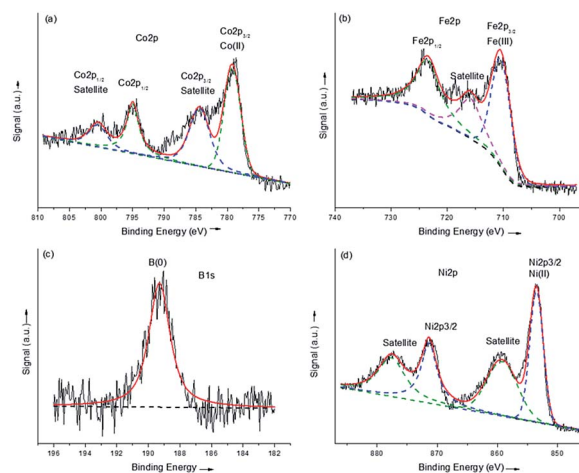 (a)
Co2p
Co2p3/2
Co(II)
Co2p1/2
Satellite
Co2p1/2
Co2p3/2
Satellite
Signal (a.u.)
809 800 795 790 785 780 775 770
Binding Energy (eV)
(b)
Fe2p
Fe2p1/2
Fe2p3/2
Fe(III)
Satellite
Signal (a.u.)
740 730 720 710 700
Binding Energy (eV)
(c)
B(0)
B1s
Signal (a.u.)
196 194 192 190 188 186 184 182
Binding Energy
(d)
Ni2p
Ni2p3/2
Ni(II)
Ni2p3/2
Satellite
Satellite
Signal (a.u.)
880 870 860 850
Binding Energy (eV)